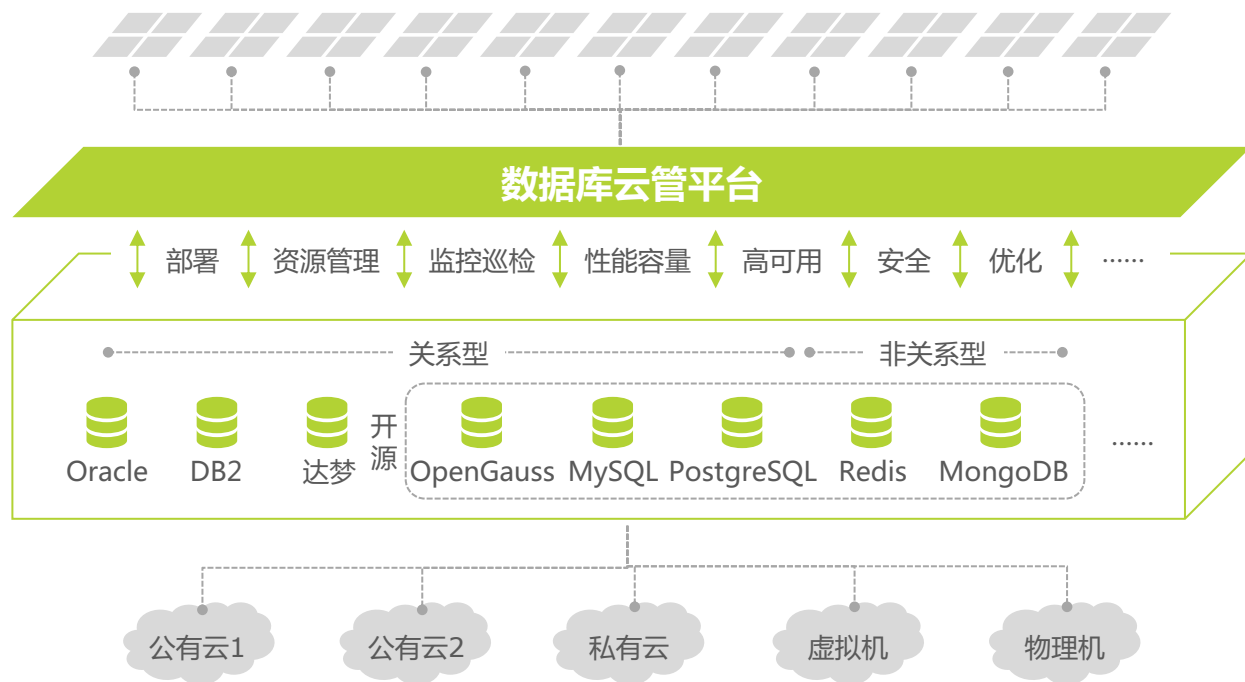 数据库云管平台
部署 资源管理 监控巡检 性能容量 高可用 安全 优化 ......
关系型 非关系型
开源
Oracle DB2 达梦 OpenGauss MySQL PostgreSQL Redis MongoDB ......
公有云1 公有云2 私有云 虚拟机 物理机